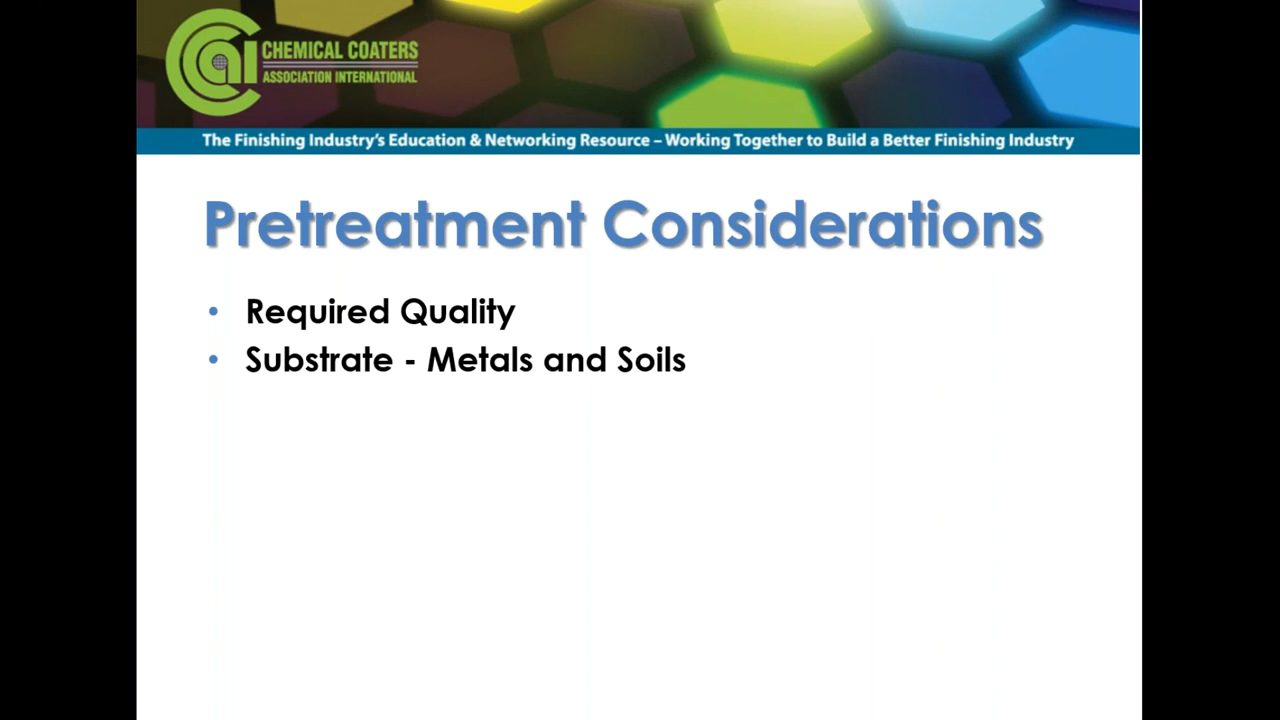 CCAI CHEMICAL COATERS
ASSOCIATION INTERNATIONAL
The Finishing Industry's Education & Networking Resource – Working Together to Build a Better Finishing Industry
Pretreatment Considerations
• Required Quality
• Substrate - Metals and Soils